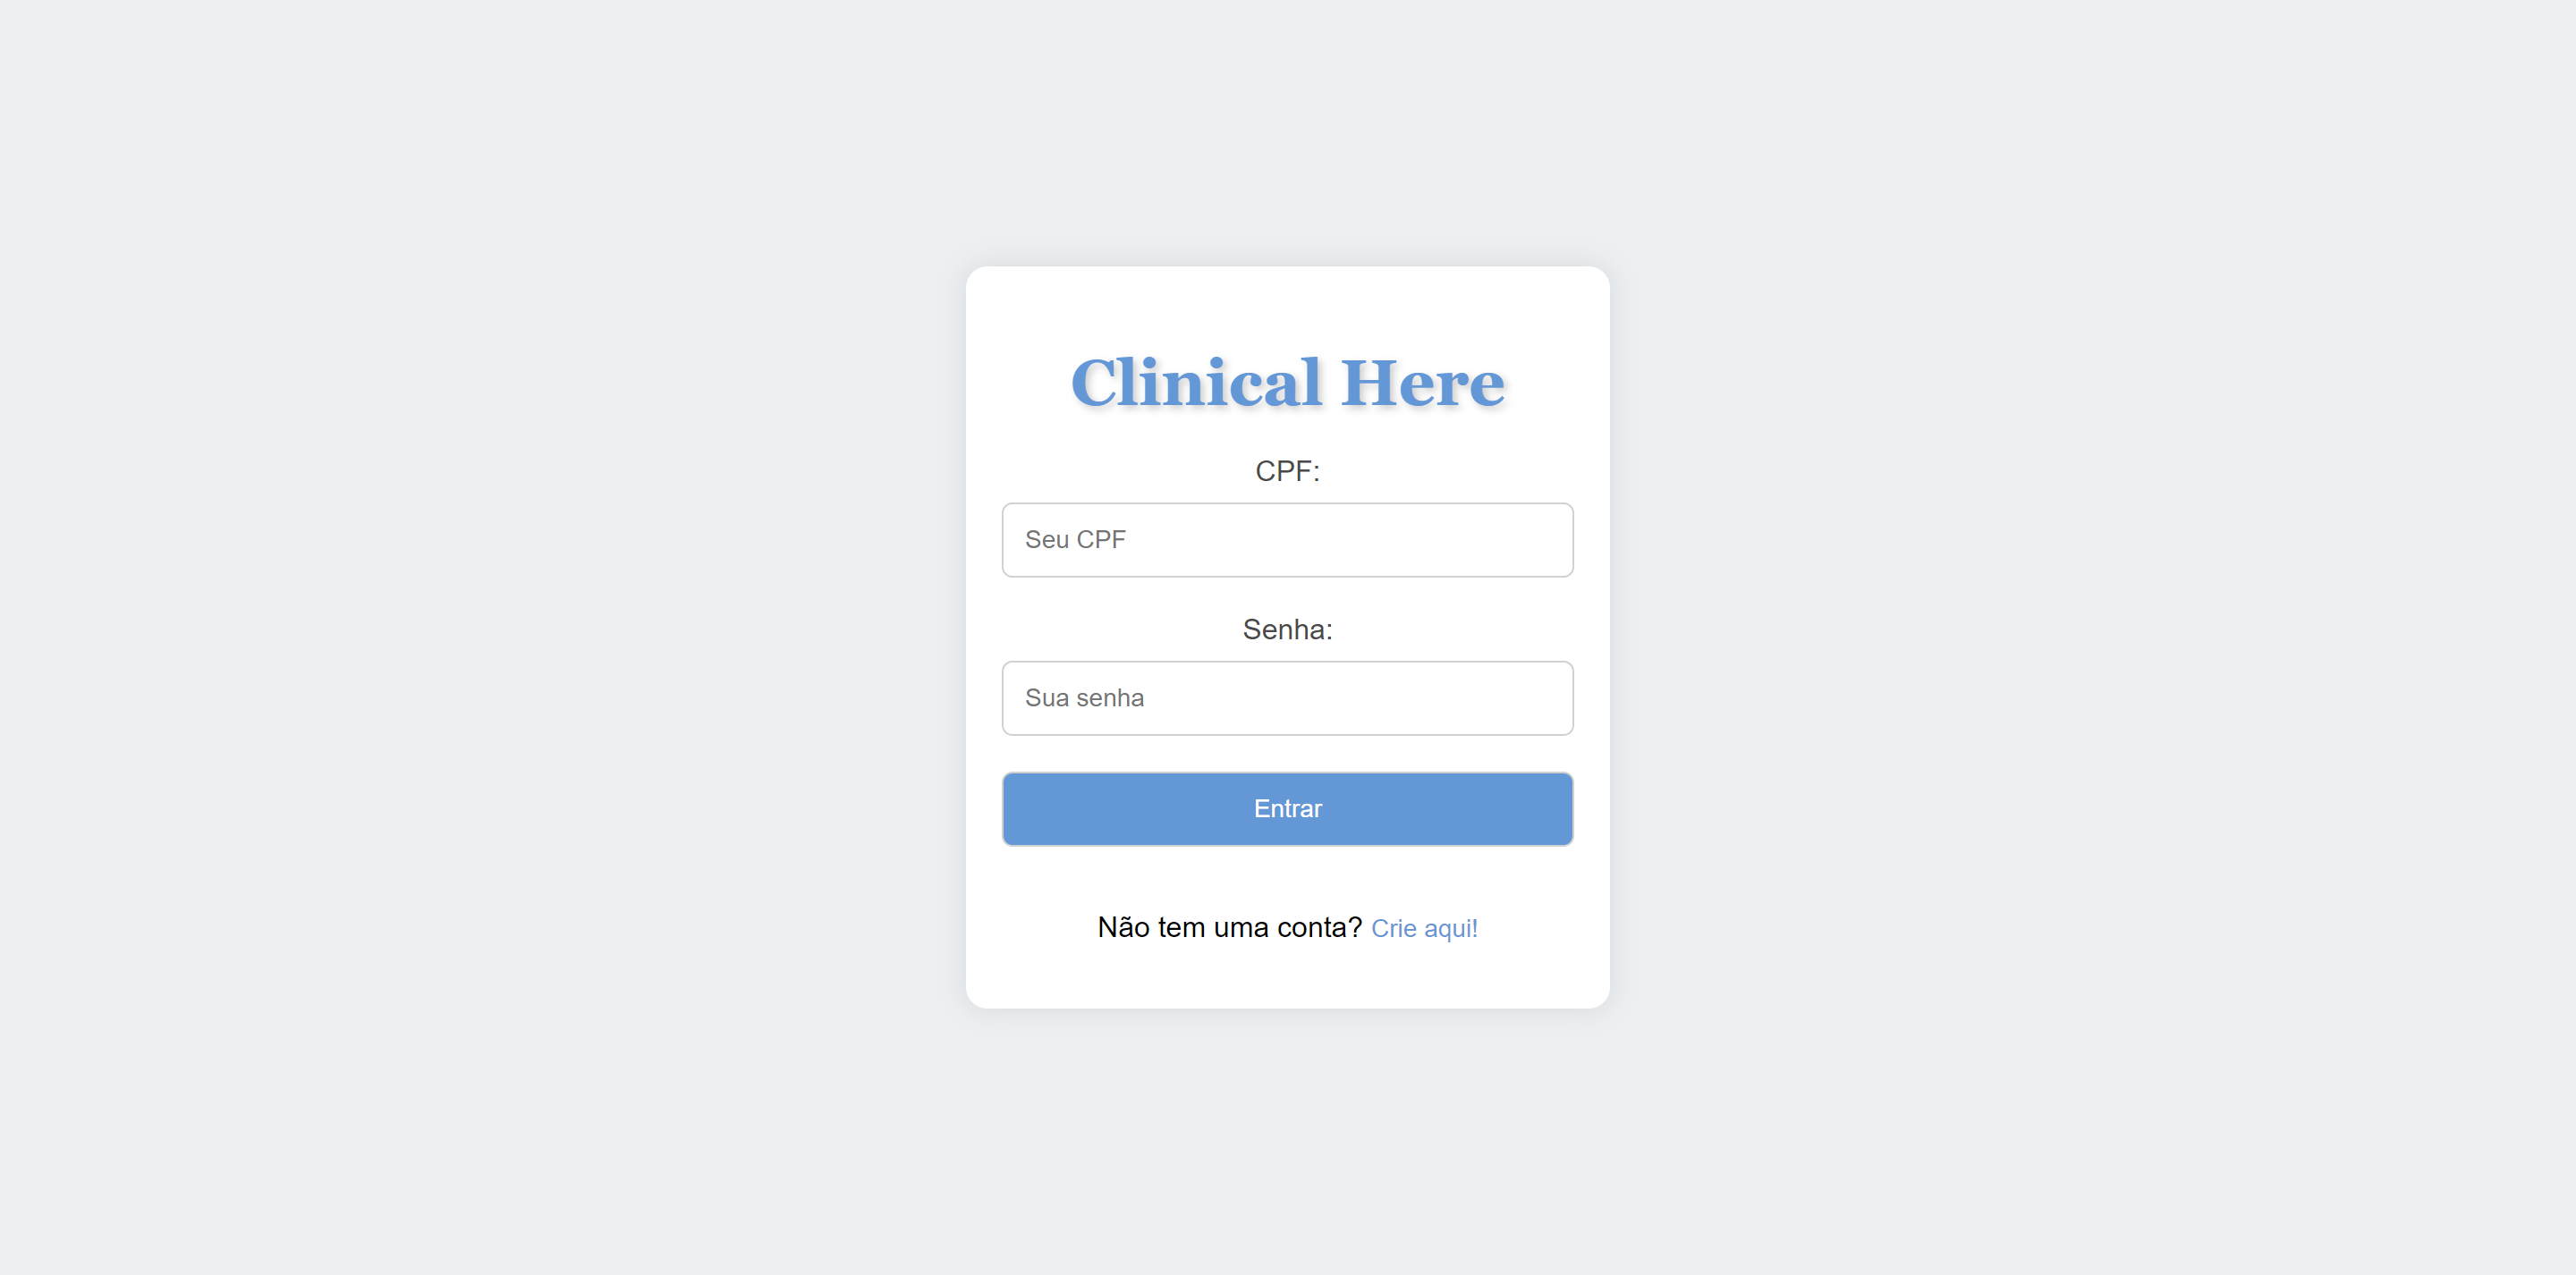 Clinical Here
CPF:
Seu CPF
Senha:
Sua senha
Entrar
Não tem uma conta? Crie aqui!